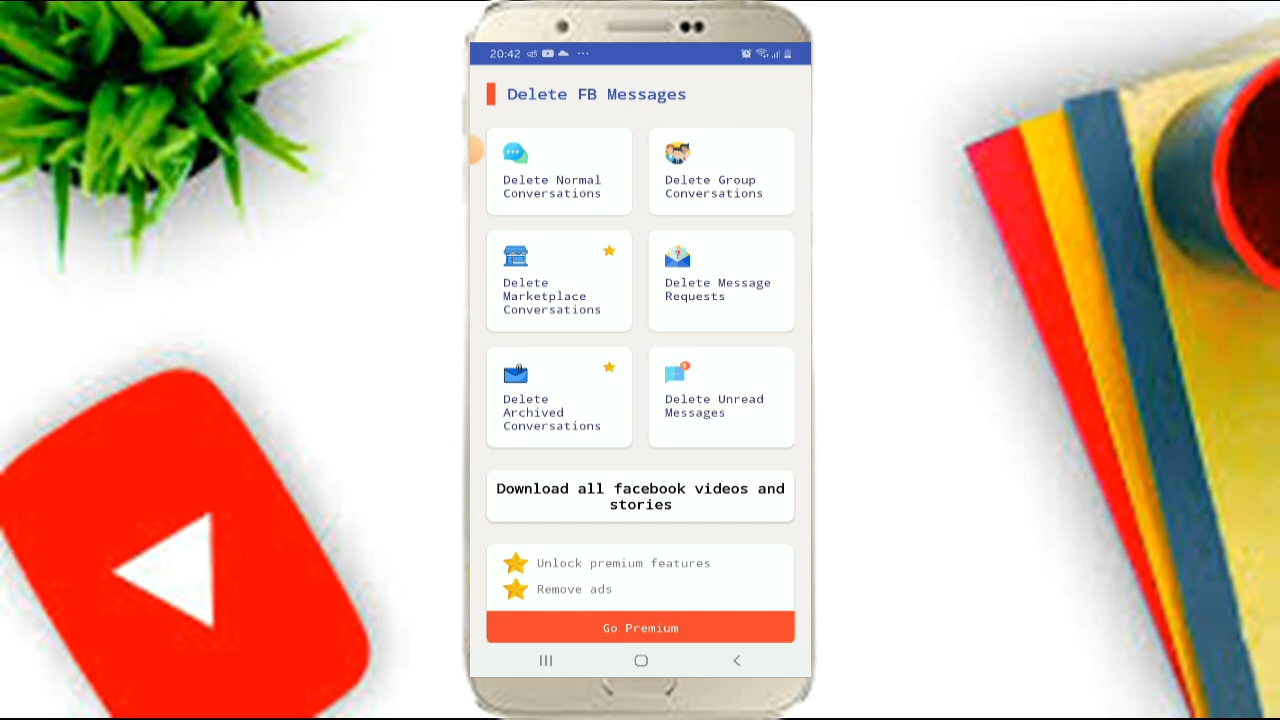 20:42
Delete FB Messages
Delete Normal
Conversations
Delete Group
Conversations
Delete
Marketplace
Conversations
Delete Message
Requests
Delete
Archived
Conversations
Delete Unread
Messages
Download all facebook videos and
stories
Unlock premium features
Remove ads
Go Premium